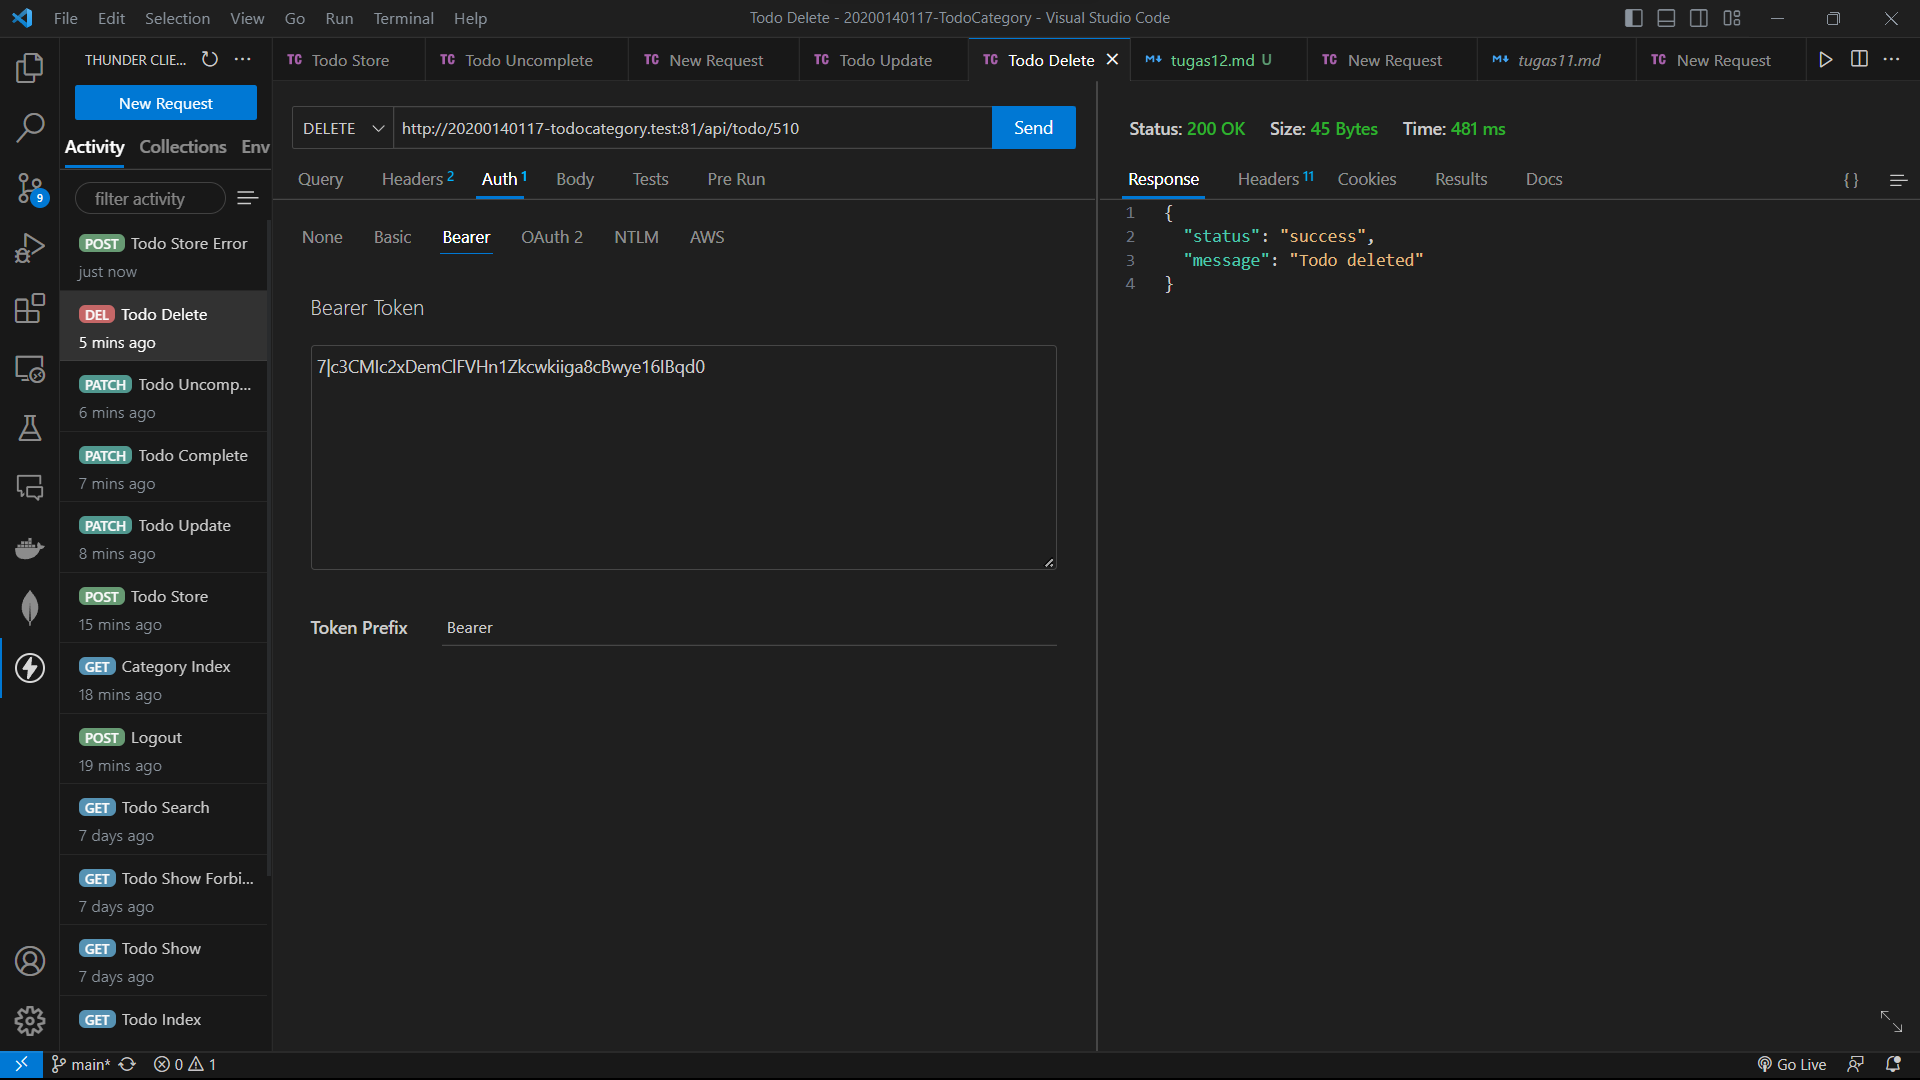 File Edit Selection View Go Run Terminal Help
Todo Delete - 20200140117-TodoCategory - Visual Studio Code
THUNDER CLIE...
New Request
Activity Collections Env
filter activity
POST Todo Store Error
just now
DEL Todo Delete
5 mins ago
PATCH Todo Uncomp...
6 mins ago
PATCH Todo Complete
7 mins ago
PATCH Todo Update
8 mins ago
POST Todo Store
15 mins ago
GET Category Index
18 mins ago
POST Logout
19 mins ago
GET Todo Search
7 days ago
GET Todo Show Forbi...
7 days ago
GET Todo Show
7 days ago
GET Todo Index
9
TC Todo Store
TC Todo Uncomplete
TC New Request
TC Todo Update
TC Todo Delete
tugas12.md U
TC New Request
tugas11.md
TC New Request
DELETE http://20200140117-todocategory.test:81/api/todo/510 Send
Query Headers 2 Auth 1 Body Tests Pre Run
None Basic Bearer OAuth 2 NTLM AWS
Bearer Token
7|c3CMIc2xDemClFVHn1Zkcwkiiga8cBwye16IBqd0
Token Prefix Bearer
Status: 200 OK Size: 45 Bytes Time: 481 ms
Response Headers 11 Cookies Results Docs { }
1 {
2 "status": "success",
3 "message": "Todo deleted"
4 }
main* 0 1
Go Live